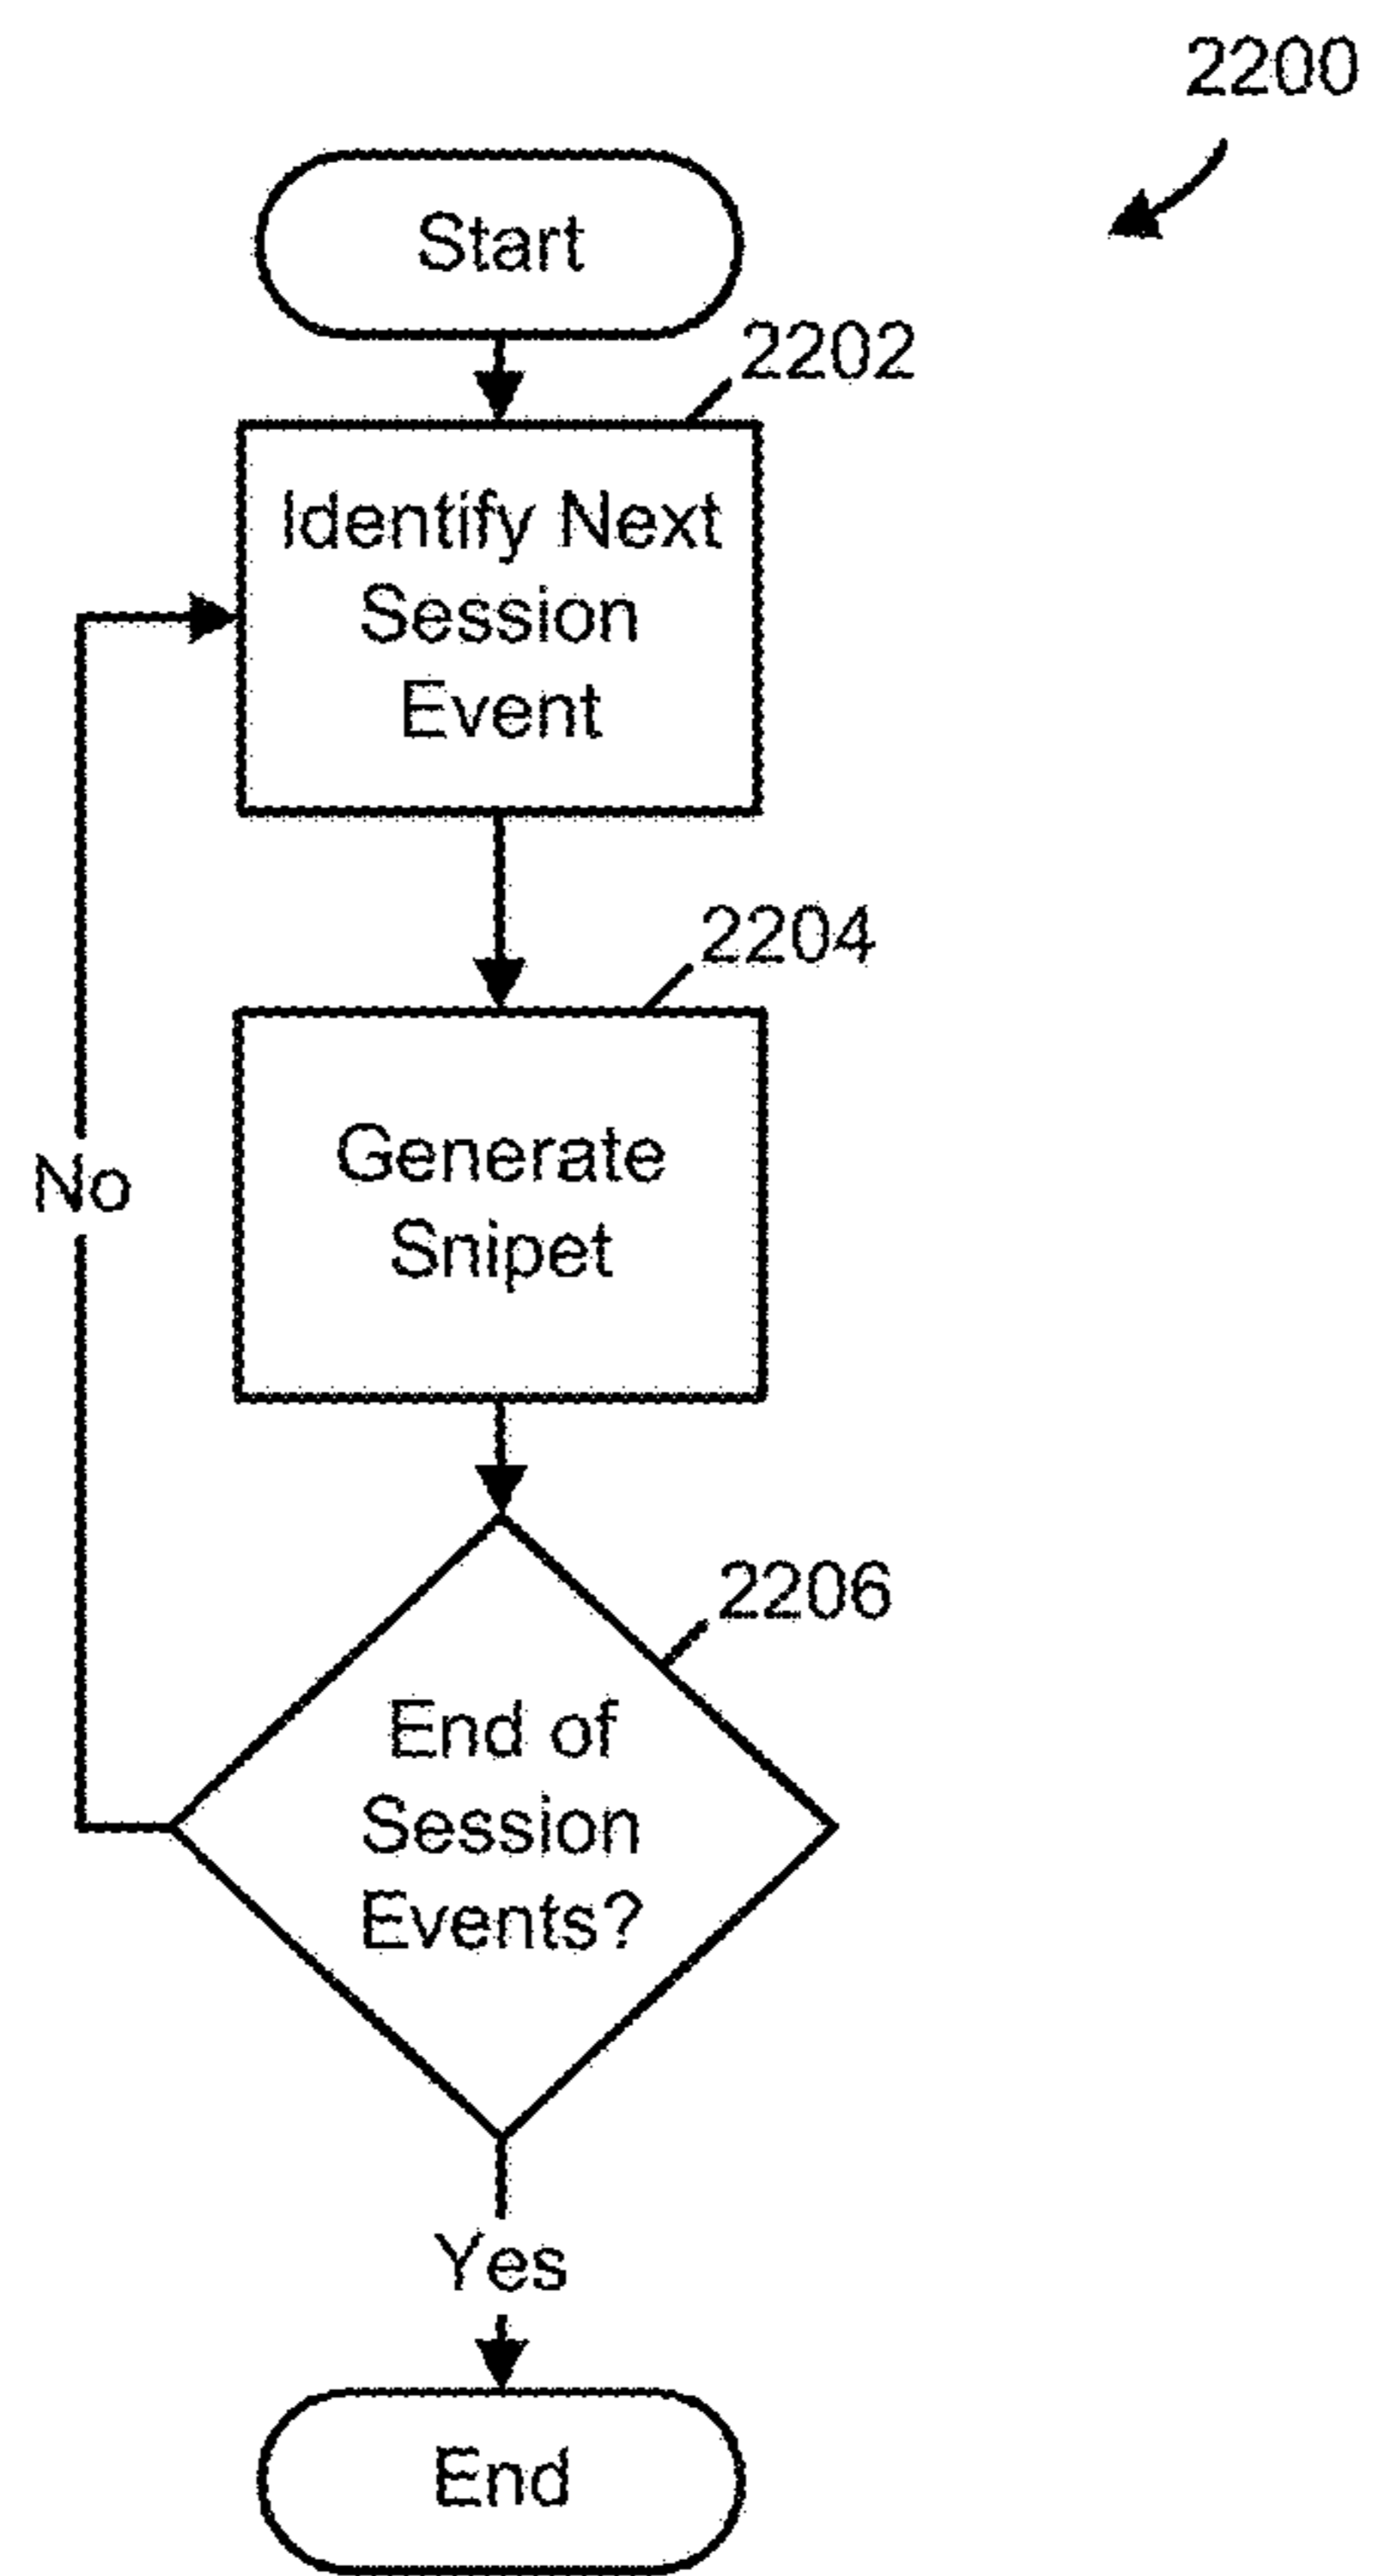 2200
Start
2202
Identify Next
Session
Event
2204
Generate
Snipet
No
2206
End of
Session
Events?
Yes
End